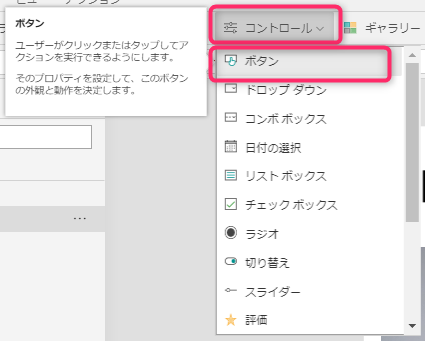 ボタン
ユーザーがクリックまたはタップしてア
クションを実行できるようにします。
そのプロパティを設定して、このボタン
の外観と動作を決定します。
コントロール
ギャラリー
ボタン
ドロップ ダウン
コンボ ボックス
日付の選択
リスト ボックス
チェック ボックス
ラジオ
切り替え
スライダー
評価